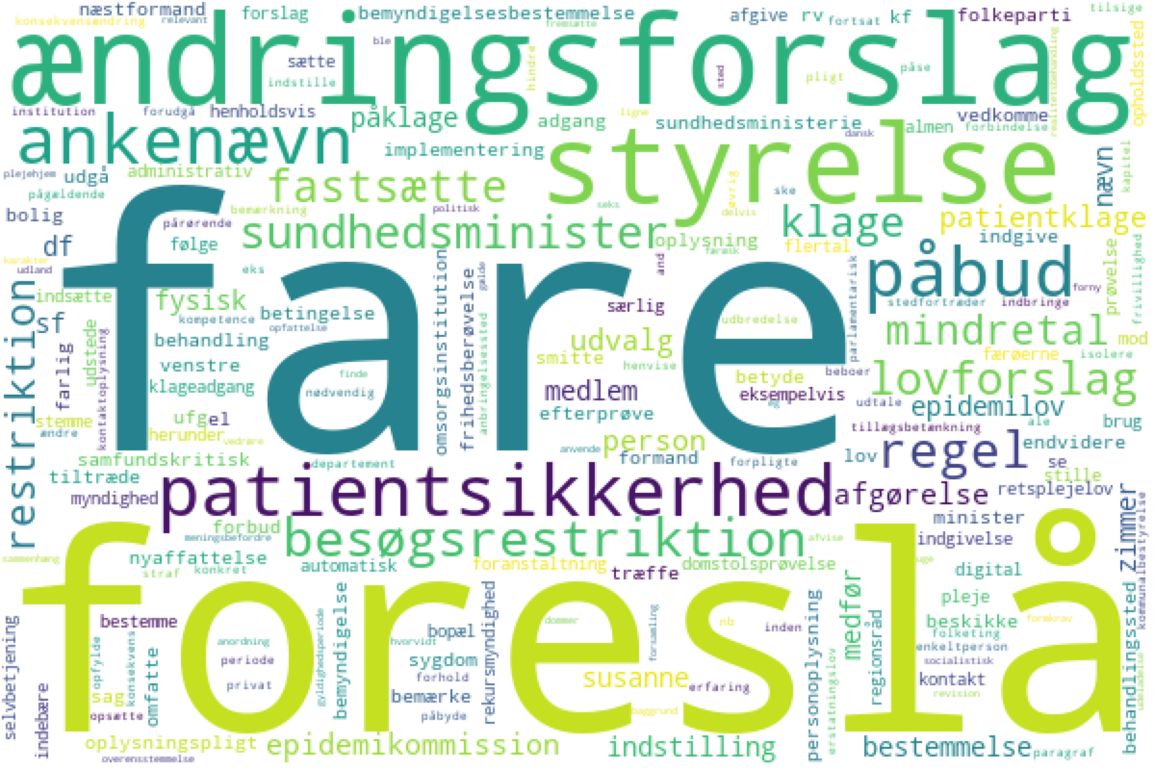 næstformand forslag bemyndigelsesbestemmelse afgive rv kf folkeparti tilsige
konsekvensændring relevant fortsat
ændringsforslag
sætte indstille hindre sted pligt påse opholdssted
institution forudgå henholdsvis påklage adgang ligne sundhedsministerie vedkomme realitetsbehandling
ankenævn implementering styrelse dansk almen forbindelse
plejehjem udgå administrativ fastsætte øvrig ske nævn kapitel
pågældende bemærkning politisk seks delvis klage patientklage
bolig pårørende sundhedsminister oplysning flertal indgive
df følge færøsk prøvelse frivillighed
karakter udland eks and påbud forny
indsætte fysisk betingelse omsorgsinstitution frihedsberøvelse gælde særlig udbredelse parlamentarisk stedfortræder indbringe
sf kompetence opfattelse fare udvalg mindretal mod
restriktion farlig udstede behandling smitte henvise færøerne isolere
venstre finde medlem betyde beboer lovforslag
kontaktoplysning klageadgang nødvendig anbringelsessted efterprøve eksempelvis udtale epidemilov
stemme ufg el eg tillægsbetænkning ale brug
ændre herunder vedrøre anvende person regel endvidere
samfundskritisk departement formand forpligte lov se stille
tiltræde myndighed patientsikkerhed afgørelse retsplejelov
forbud meningsbefordre besøgsrestriktion afvise minister indgivelse zimmer
sammenhæng nyaffattelse automatisk foranstaltning domstolsprøvelse uge
straf konkret træffe digital
foreslå
selvbetjening bestemme opfylde konsekvens omfatte anordning gyldighedsperiode bemyndigelse hvorvidt bopæl rekursmyndighed dommer forsamling nb inden personoplysning medfør regionsråd pleje beskikke formkrav behandlingssted kommunalbestyrelse
periode sygdom folketing enkeltperson
sag privat forhold susanne erfaring socialistisk kontakt
indebære opsætte bemærke påbyde baggrund erstatningslov revision udeladelse
oplysningspligt epidemikommission indstilling bestemmelse paragraf
overensstemmelse